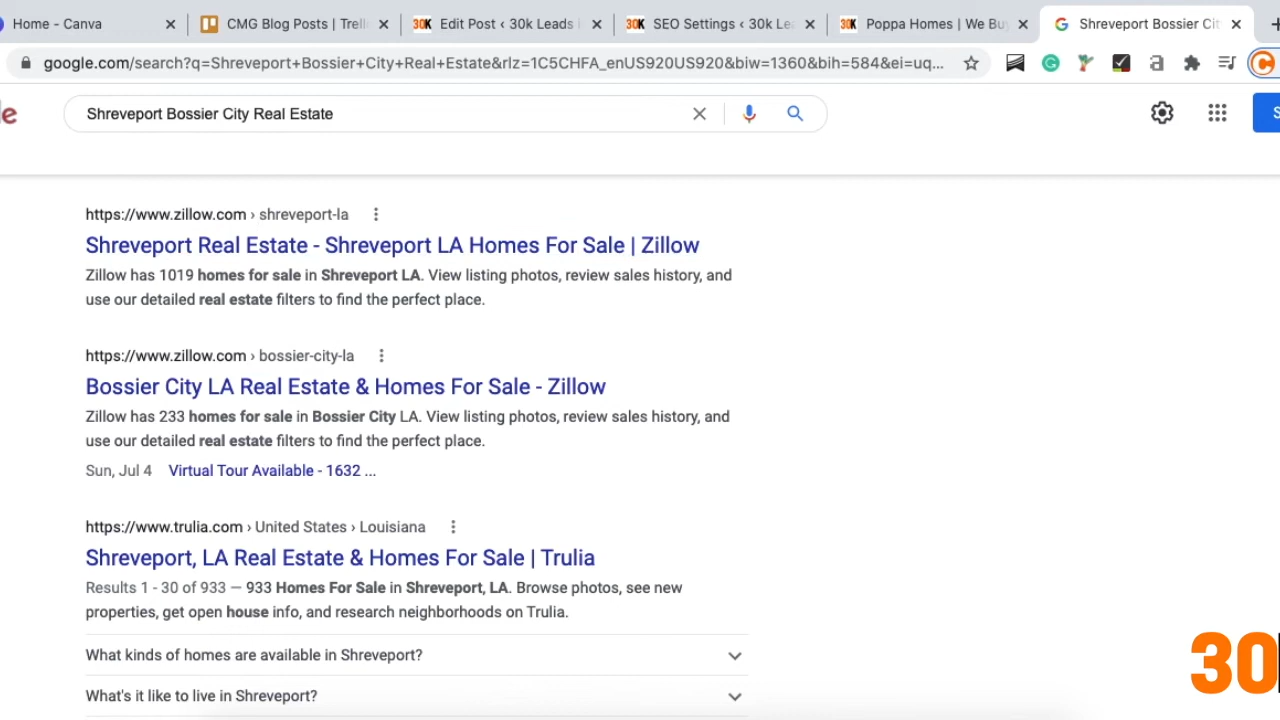 Home - Canva
CMG Blog Posts | Trell
30K Edit Post ‹ 30k Leads
30K SEO Settings ‹ 30k Le
30K Poppa Homes | We Bu
Shreveport Bossier Cit
google.com/search?q=Shreveport+Bossier+City+Real+Estate&rlz=1C5CHFA_enUS920US920&biw=1360&bih=584&ei=uq...
Shreveport Bossier City Real Estate
https://www.zillow.com › shreveport-la
Shreveport Real Estate - Shreveport LA Homes For Sale | Zillow
Zillow has 1019 homes for sale in Shreveport LA. View listing photos, review sales history, and
use our detailed real estate filters to find the perfect place.
https://www.zillow.com › bossier-city-la
Bossier City LA Real Estate & Homes For Sale - Zillow
Zillow has 233 homes for sale in Bossier City LA. View listing photos, review sales history, and
use our detailed real estate filters to find the perfect place.
Sun, Jul 4 Virtual Tour Available - 1632 ...
https://www.trulia.com › United States › Louisiana
Shreveport, LA Real Estate & Homes For Sale | Trulia
Results 1 - 30 of 933 — 933 Homes For Sale in Shreveport, LA. Browse photos, see new
properties, get open house info, and research neighborhoods on Trulia.
What kinds of homes are available in Shreveport?
What's it like to live in Shreveport?
30